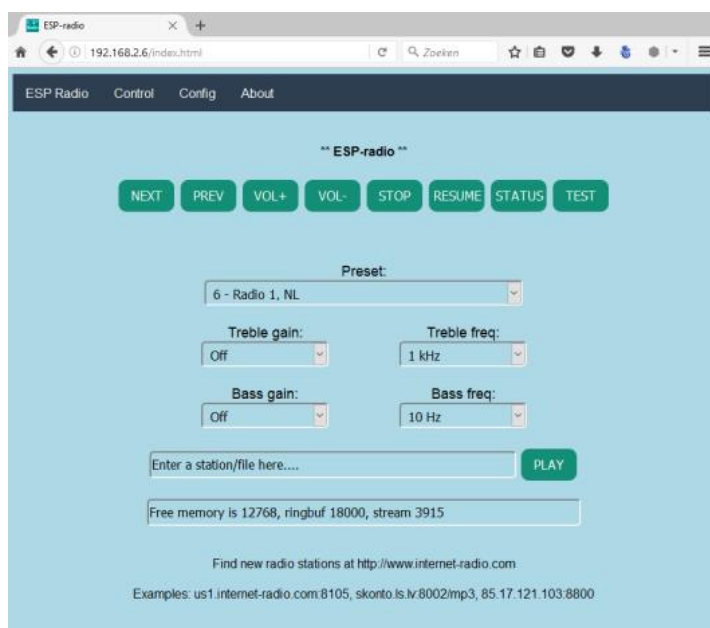 ESP-radio
192.168.2.6/index.html
Zoeken
ESP Radio Control Config About
** ESP-radio **
NEXT PREV VOL+ VOL- STOP RESUME STATUS TEST
Preset:
6 - Radio 1, NL
Treble gain: Treble freq:
Off 1 kHz
Bass gain: Bass freq:
Off 10 Hz
Enter a station/file here.... PLAY
Free memory is 12768, ringbuf 18000, stream 3915
Find new radio stations at http://www.internet-radio.com
Examples: us1.internet-radio.com:8105, skonto.ls.lv:8002/mp3, 85.17.121.103:8800